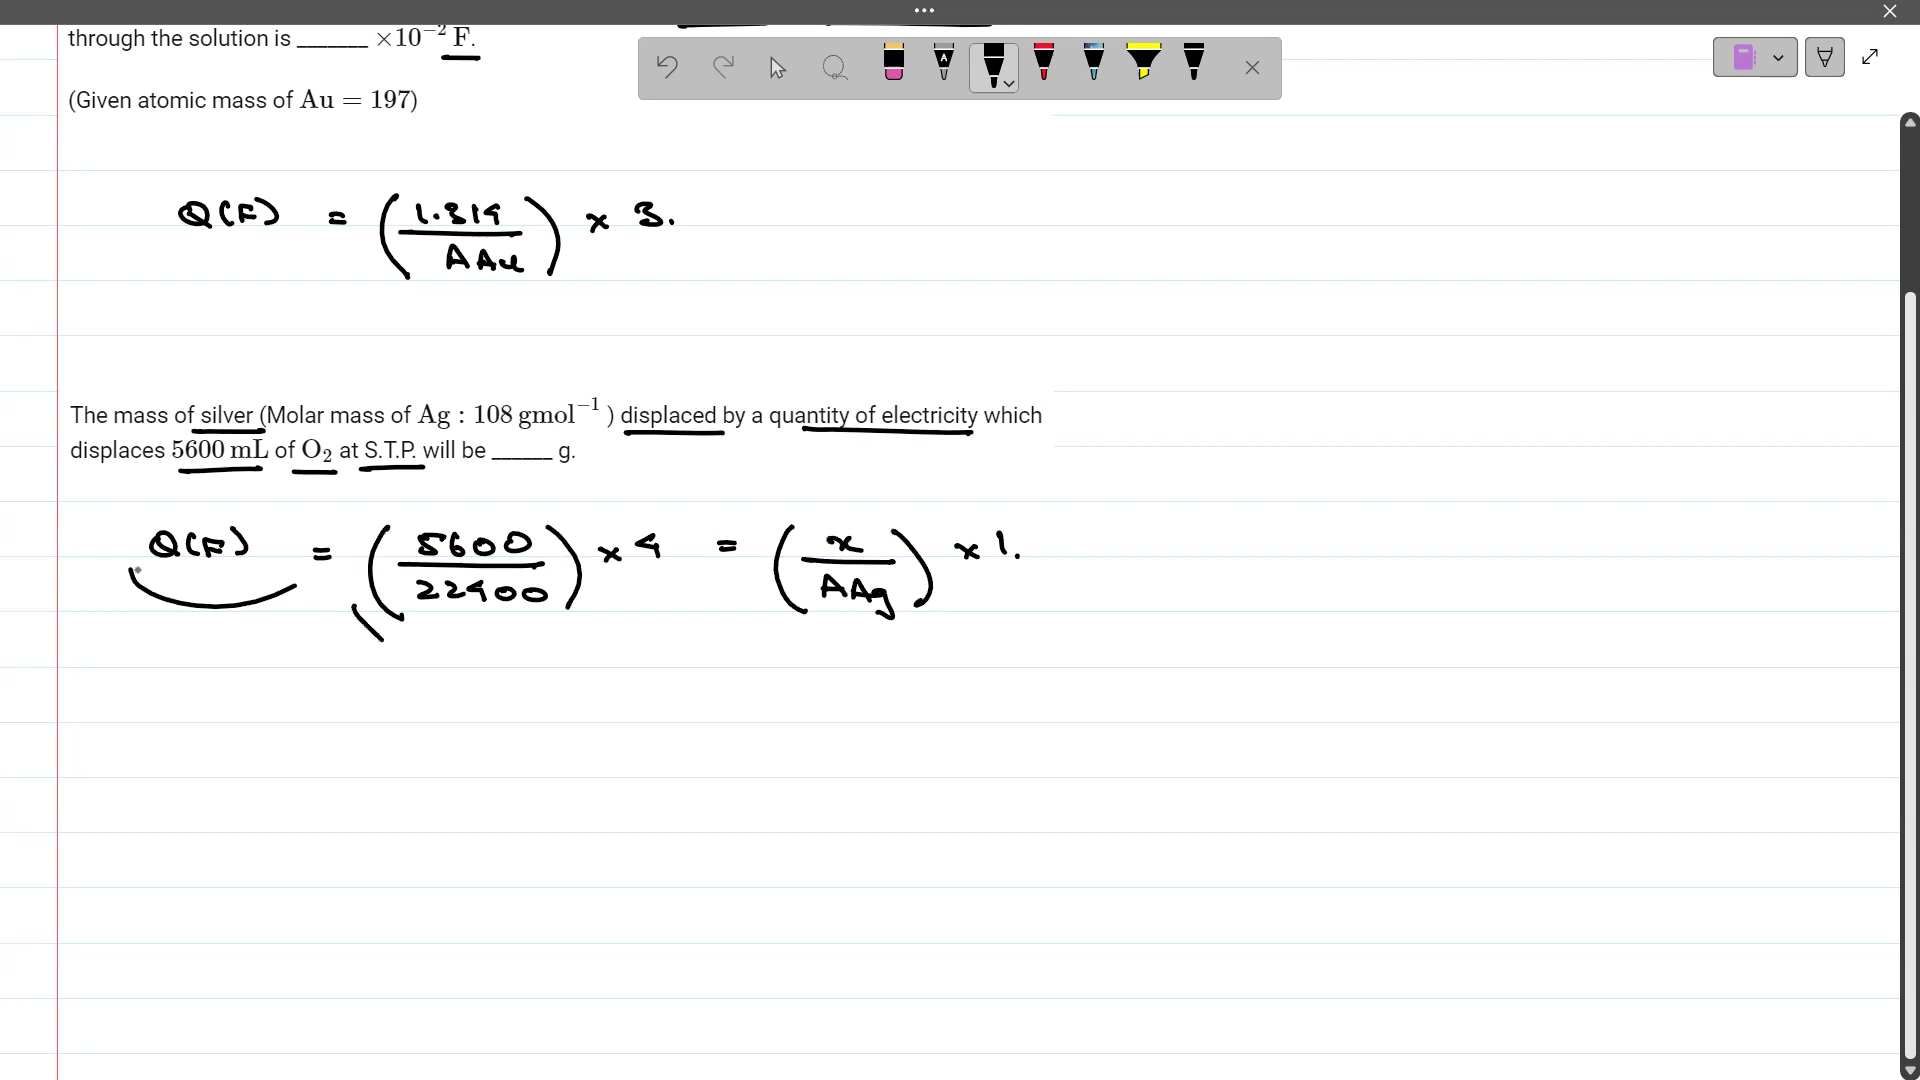 through the solution is _______ ×10⁻² F.
(Given atomic mass of Au = 197)
Q(F) = (1.314 / AAu) × 3.
The mass of silver (Molar mass of Ag : 108 gmol⁻¹ ) displaced by a quantity of electricity which
displaces 5600 mL of O₂ at S.T.P. will be ______ g.
Q(F) = (5600 / 22400) × 4 = (x / AAg) × 1.